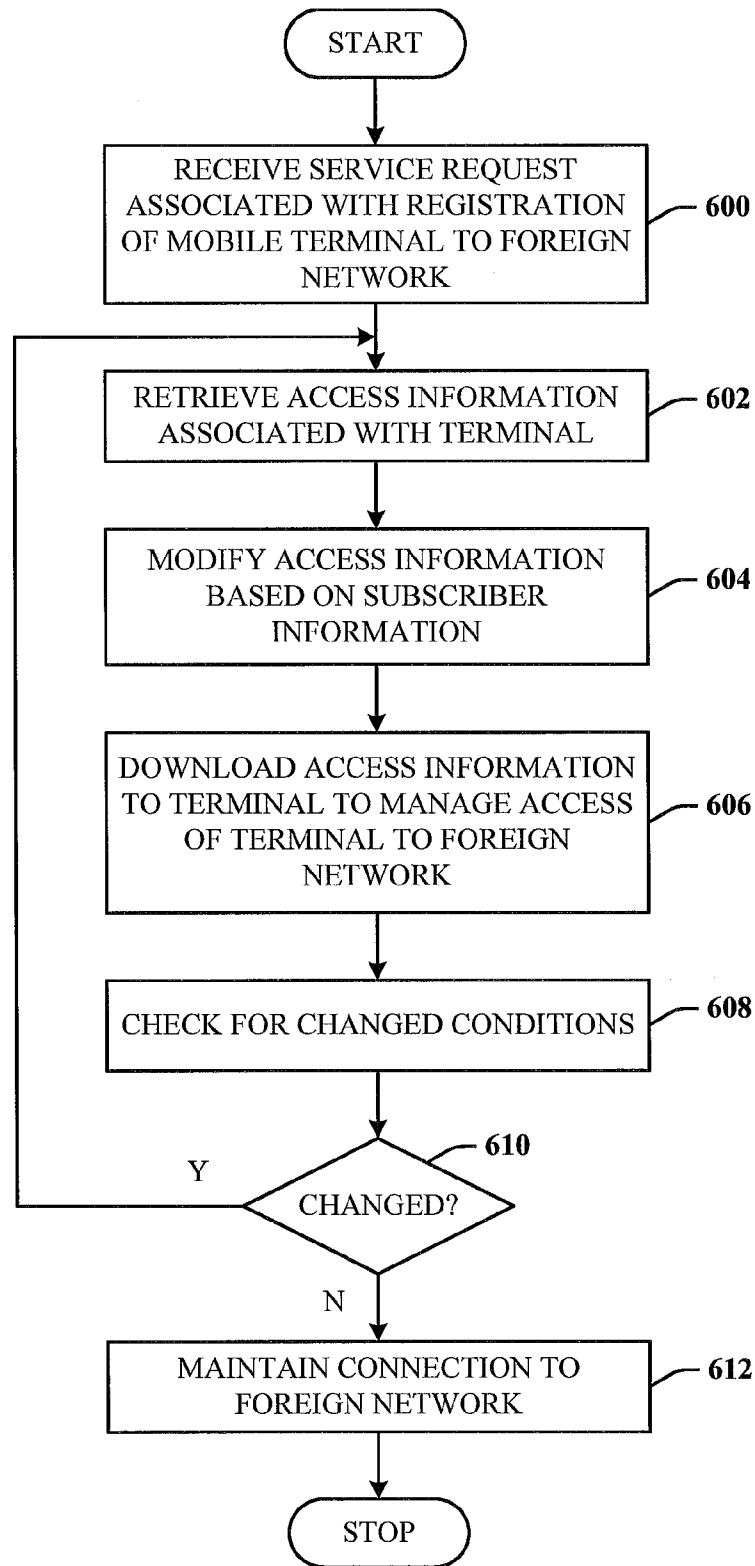 START
RECEIVE SERVICE REQUEST
ASSOCIATED WITH REGISTRATION
OF MOBILE TERMINAL TO FOREIGN
NETWORK
600
RETRIEVE ACCESS INFORMATION
ASSOCIATED WITH TERMINAL
602
MODIFY ACCESS INFORMATION
BASED ON SUBSCRIBER
INFORMATION
604
DOWNLOAD ACCESS INFORMATION
TO TERMINAL TO MANAGE ACCESS
OF TERMINAL TO FOREIGN
NETWORK
606
CHECK FOR CHANGED CONDITIONS
608
610
Y
CHANGED?
N
MAINTAIN CONNECTION TO
FOREIGN NETWORK
612
STOP